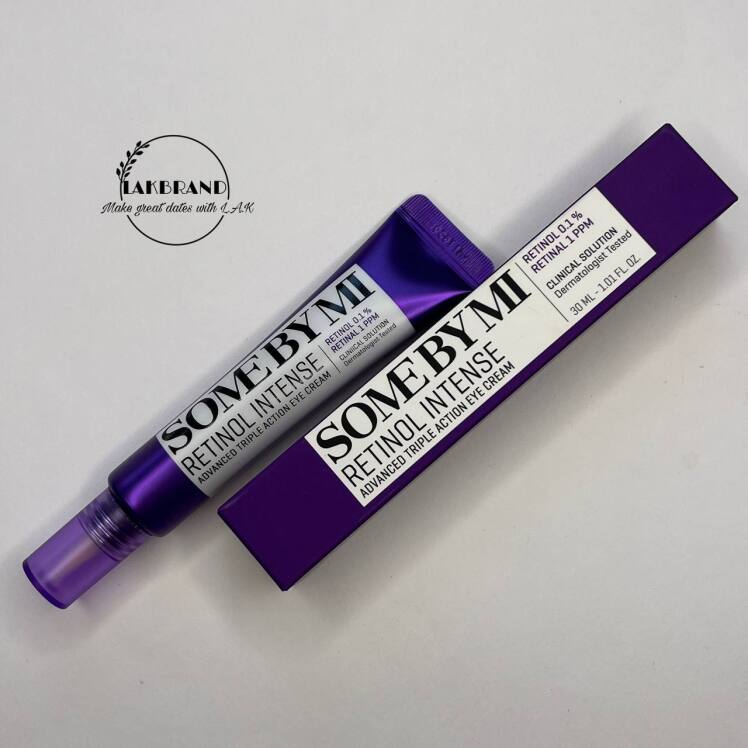 LAKBRAND
Make great dates with L.A.K
SOME BY MI
RETINOL INTENSE
ADVANCED TRIPLE ACTION EYE CREAM
RETINOL 0.1%
RETINAL 1 PPM
CLINICAL SOLUTION
Dermatologist Tested
SOME BY MI
RETINOL INTENSE
ADVANCED TRIPLE ACTION EYE CREAM
RETINOL 0.1%
RETINAL 1 PPM
CLINICAL SOLUTION
Dermatologist Tested
30 ML - 1.01 FL. OZ.